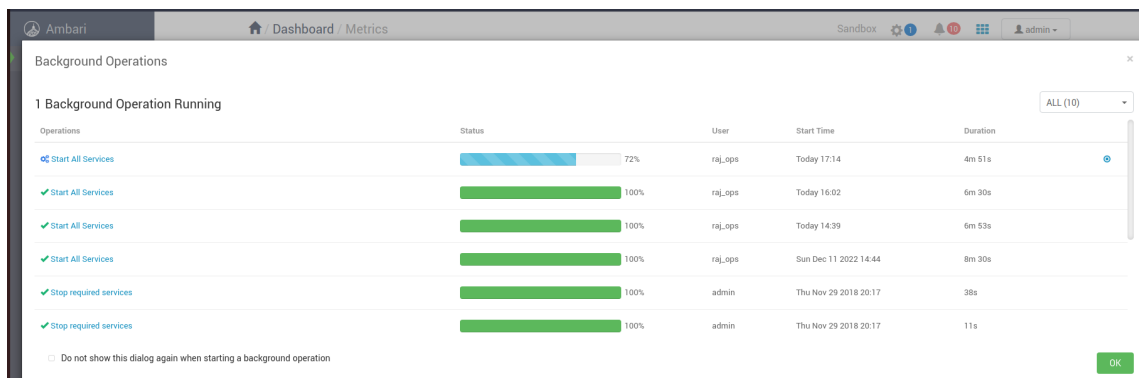 Ambari / Dashboard / Metrics Sandbox 1 10 admin
Background Operations ×
1 Background Operation Running ALL (10)
Operations Status User Start Time Duration
Start All Services 72% raj_ops Today 17:14 4m 51s
Start All Services 100% raj_ops Today 16:02 6m 30s
Start All Services 100% raj_ops Today 14:39 6m 53s
Start All Services 100% raj_ops Sun Dec 11 2022 14:44 8m 30s
Stop required services 100% admin Thu Nov 29 2018 20:17 38s
Stop required services 100% admin Thu Nov 29 2018 20:17 11s
Do not show this dialog again when starting a background operation OK